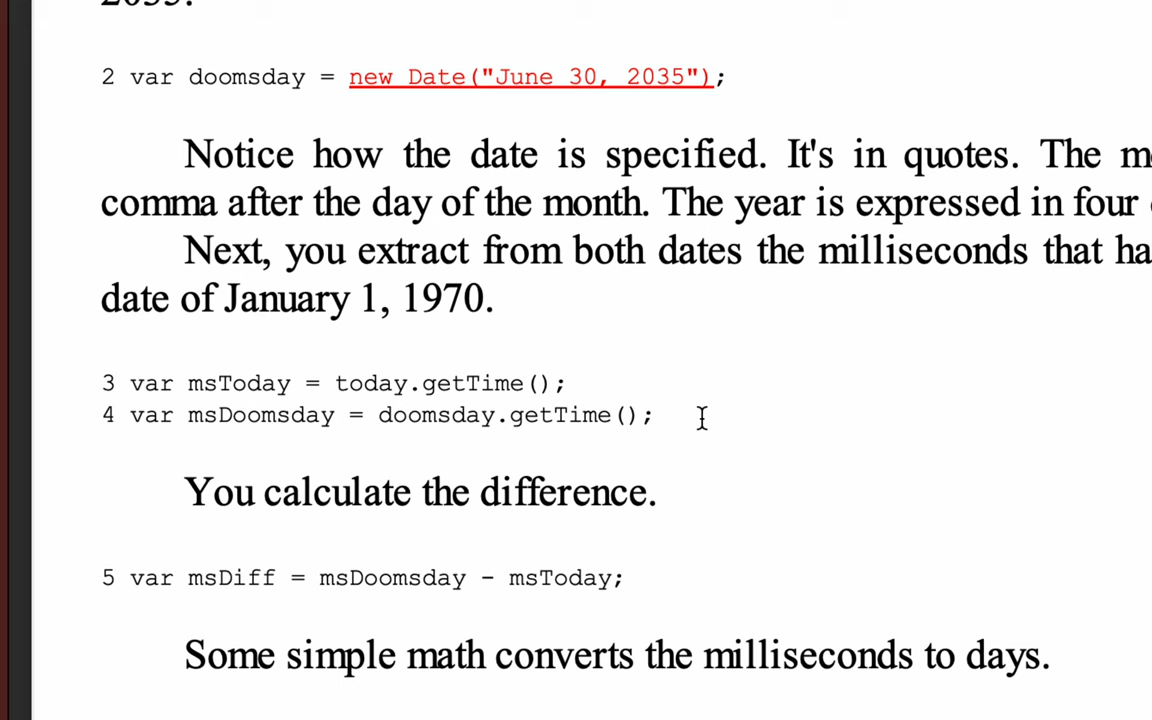 2035.
2 var doomsday = new Date("June 30, 2035");
Notice how the date is specified. It's in quotes. The
comma after the day of the month. The year is expressed in four
Next, you extract from both dates the milliseconds that
date of January 1, 1970.
3 var msToday = today.getTime();
4 var msDoomsday = doomsday.getTime();
You calculate the difference.
5 var msDiff = msDoomsday - msToday;
Some simple math converts the milliseconds to days.